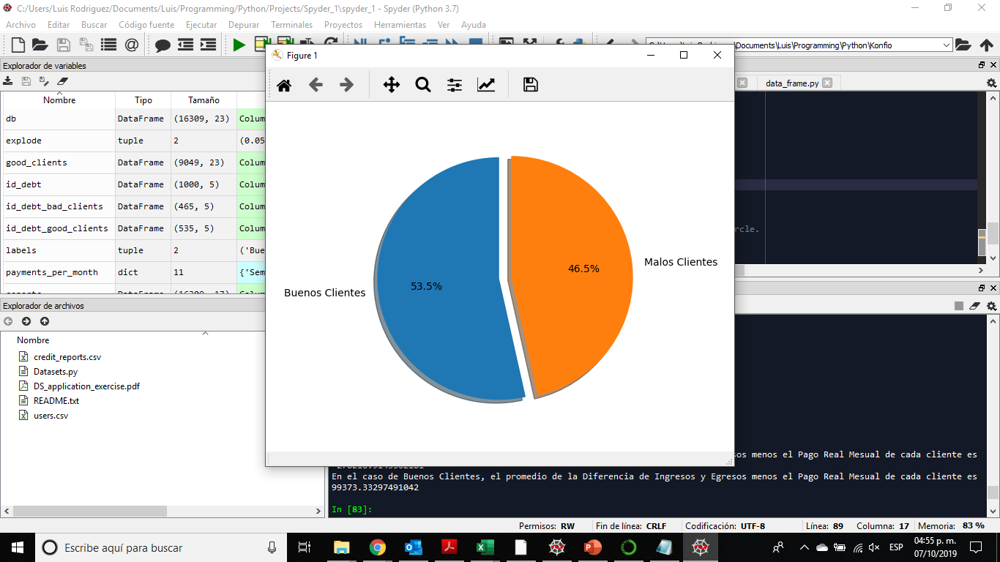 C:/Users/Luis Rodriguez/Documents/Luis/Programming/Python/Projects/Spyder_1\spyder_1 - Spyder (Python 3.7)
Archivo Editar Buscar Código fuente Ejecutar Depurar Terminales Proyectos Herramientas Ver Ayuda
\Documents\Luis\Programming\Python\Konfio
Explorador de variables
Figure 1
data_frame.py
Nombre Tipo Tamaño
db DataFrame (16309, 23) Colum
explode tuple 2 (0.05
good_clients DataFrame (9049, 23) Colum
id_debt DataFrame (1000, 5) Colum
id_debt_bad_clients DataFrame (465, 5) Colum
id_debt_good_clients DataFrame (535, 5) Colum
labels tuple 2 ('Bue
payments_per_month dict 11 {'Sem
rcle.
Buenos Clientes
53.5%
46.5%
Malos Clientes
Explorador de archivos
Nombre
credit_reports.csv
Datasets.py
DS_application_exercise.pdf
README.txt
users.csv
sos menos el Pago Real Mesual de cada cliente es
En el caso de Buenos Clientes, el promedio de la Diferencia de Ingresos y Egresos menos el Pago Real Mesual de cada cliente es
99373.33297491042
In [83]:
Permisos: RW Fin de línea: CRLF Codificación: UTF-8 Línea: 89 Columna: 17 Memoria: 83 %
Escribe aquí para buscar
ESP
04:55 p. m.
07/10/2019